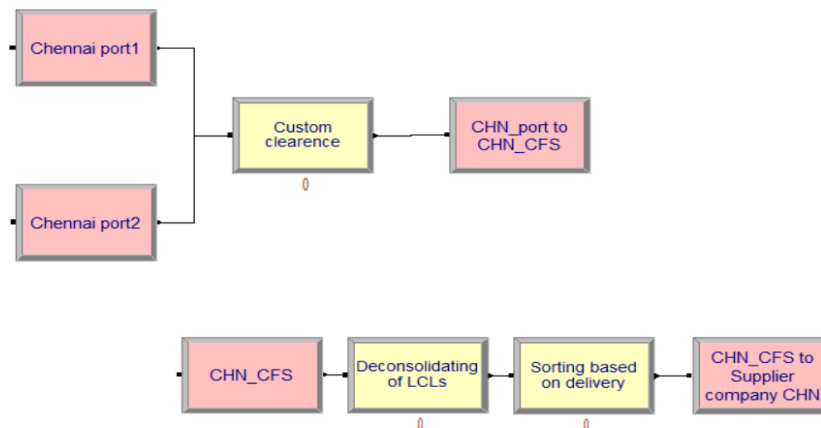 Chennai port1
Custom
clearence
0
CHN_port to
CHN_CFS
Chennai port2
CHN_CFS
Deconsolidating
of LCLs
0
Sorting based
on delivery
0
CHN_CFS to
Supplier
company CHN